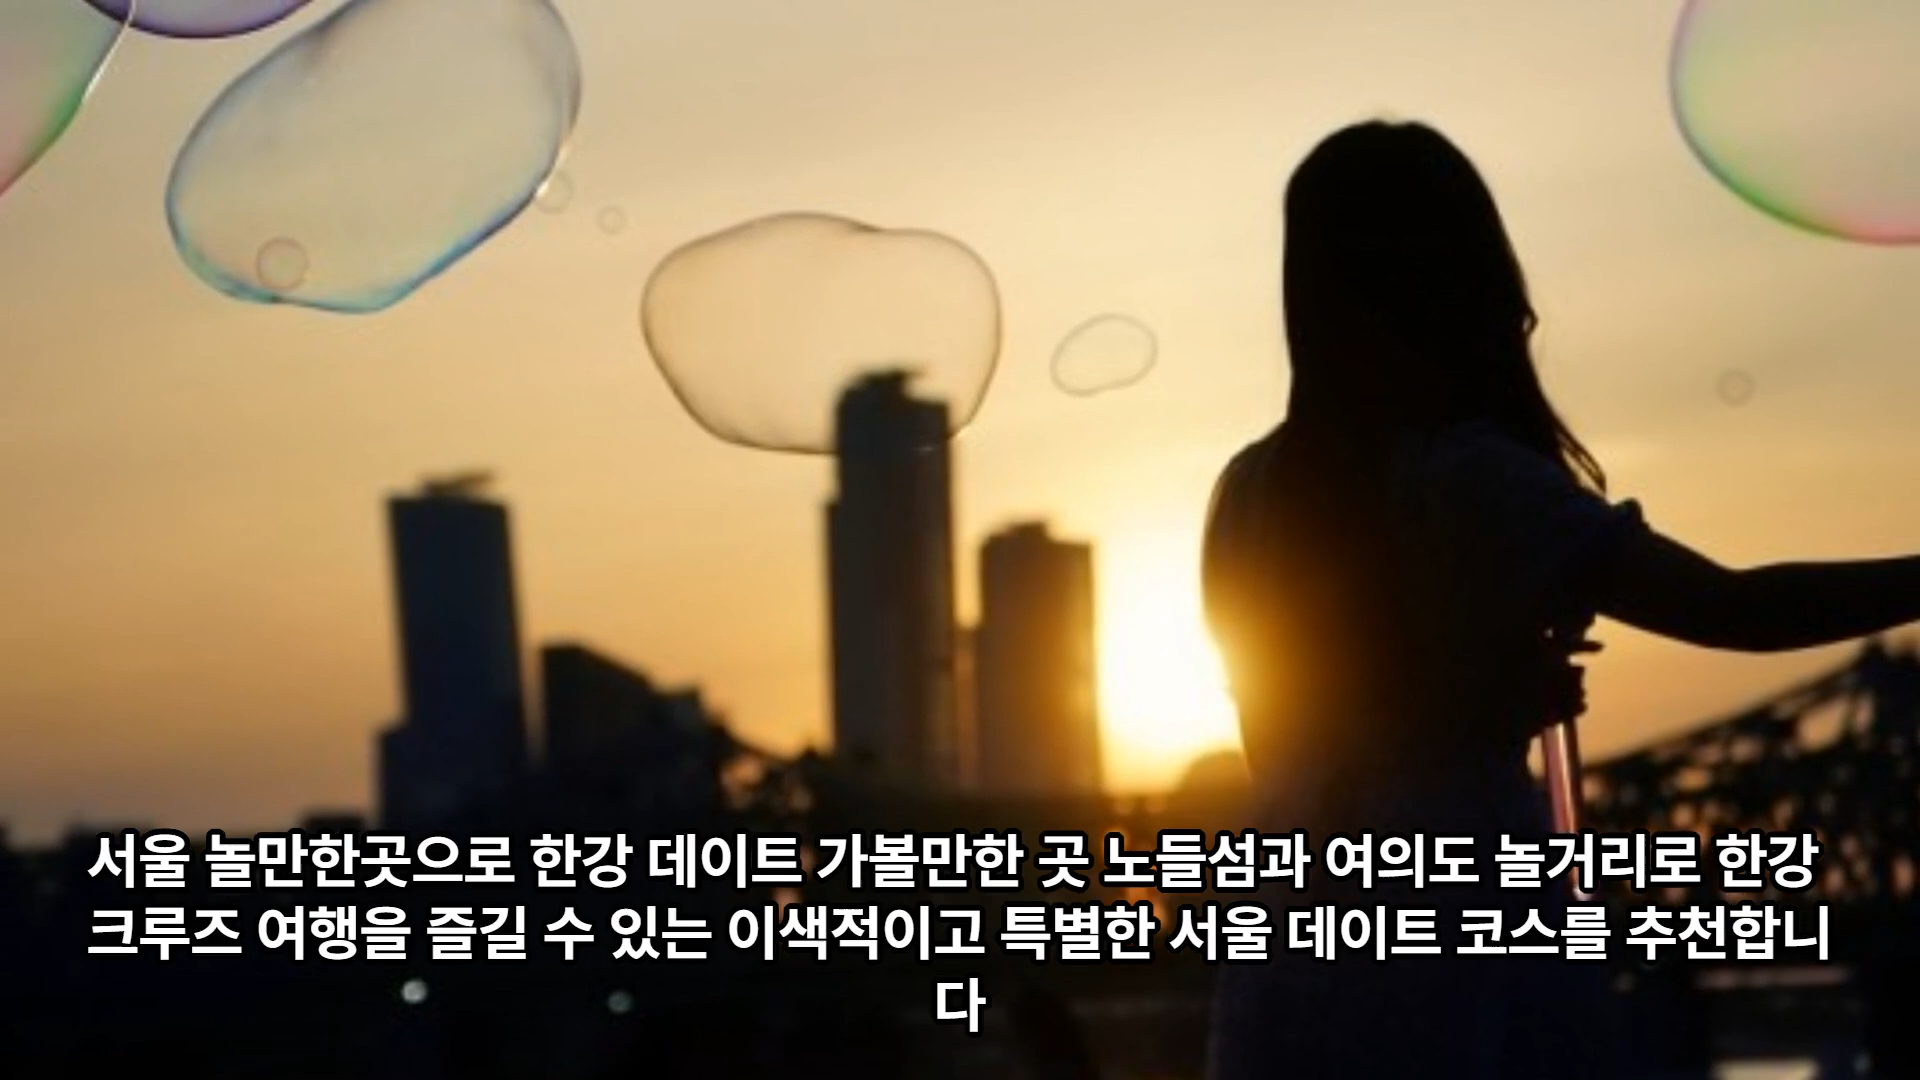 서울 놀만한곳으로 한강 데이트 가볼만한 곳 노들섬과 여의도 놀거리로 한강
크루즈 여행을 즐길 수 있는 이색적이고 특별한 서울 데이트 코스를 추천합니
다